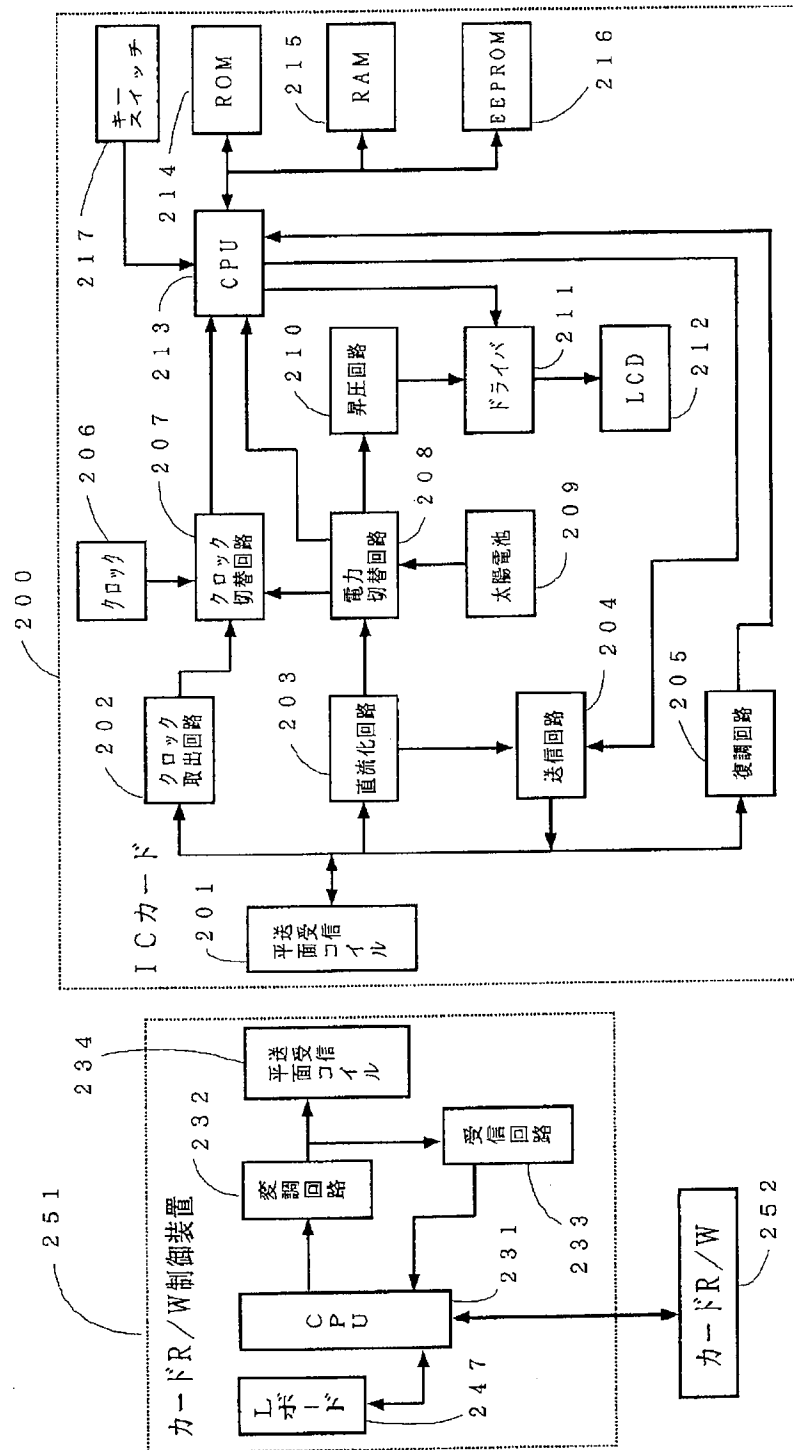 251
カードR/W制御装置
Lボード
247
CPU
231
変調回路
232
平面コイル
送受信
234
受信回路
233
カードR/W
252
200
ICカード
平面コイル
送受信
201
クロック
取出回路
202
直流化回路
203
送信回路
204
復調回路
205
クロック
206
クロック
切替回路
207
電力
切替回路
208
太陽電池
209
昇圧回路
210
ドライバ
211
LCD
212
CPU
213
キー
スイッチ
217
ROM
214
RAM
215
EEPROM
216